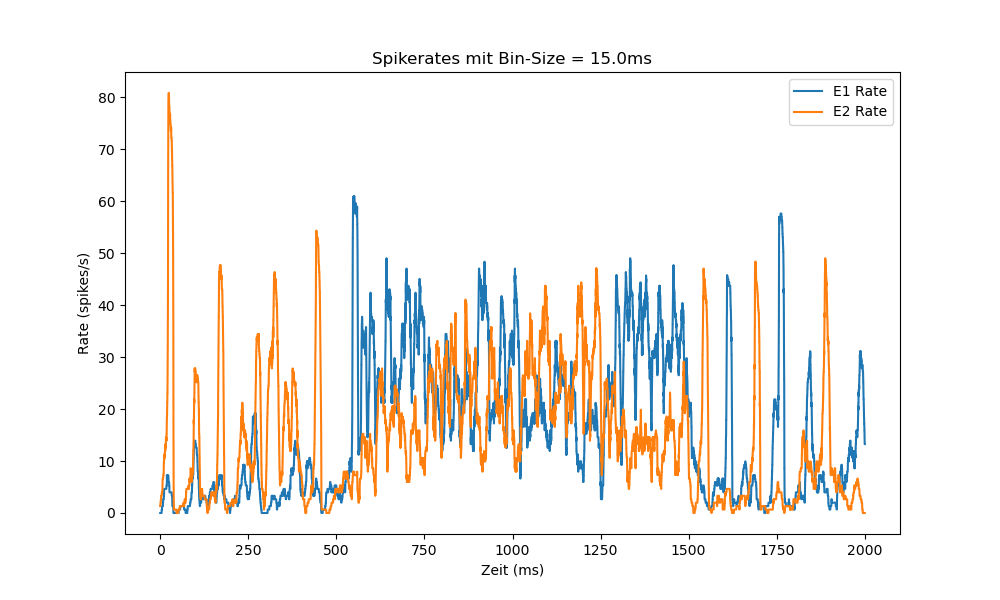 Spikerates mit Bin-Size = 15.0ms
E1 Rate
E2 Rate
Rate (spikes/s)
80
70
60
50
40
30
20
10
0
0 250 500 750 1000 1250 1500 1750 2000
Zeit (ms)